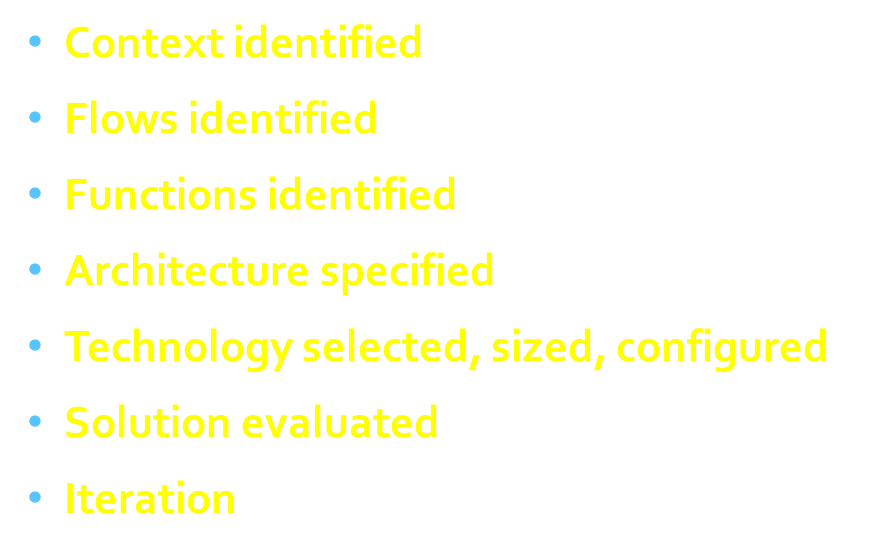 • Context identified
• Flows identified
• Functions identified
• Architecture specified
• Technology selected, sized, configured
• Solution evaluated
• Iteration